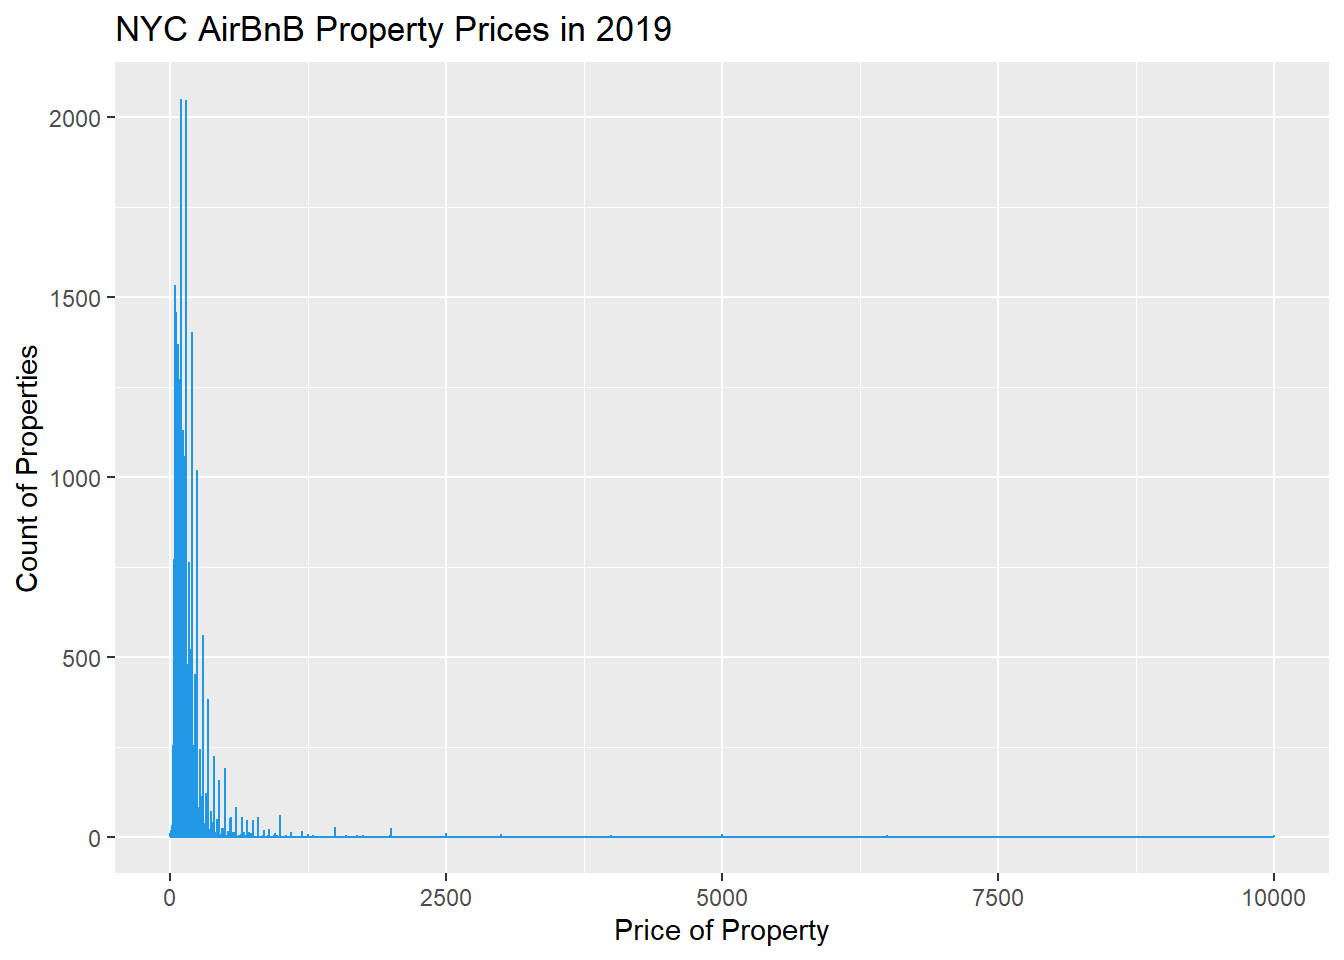 NYC AirBnB Property Prices in 2019
Count of Properties
2000
1500
1000
500
0
0 2500 5000 7500 10000
Price of Property